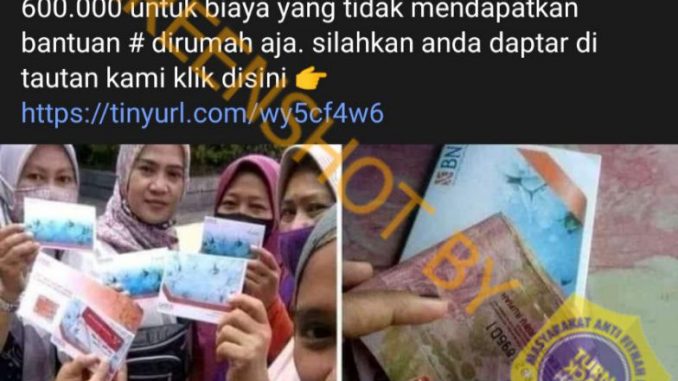 600.000 untuk biaya yang tidak mendapatkan
bantuan # dirumah aja. silahkan anda daptar di
tautan kami klik disini 👉
https://tinyurl.com/wy5cf4w6
SCREENSHOT BY
BNI
MASYARAKAT ANTI FITNAH
TURN